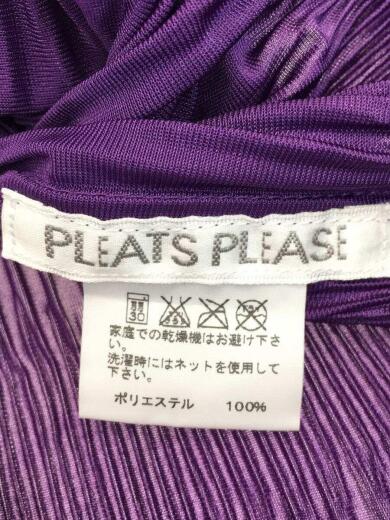 PLEATS PLEASE
家庭での乾燥機はお避け下さ
い。
洗濯時にはネットを使用して
下さい。
ポリエステル 100%